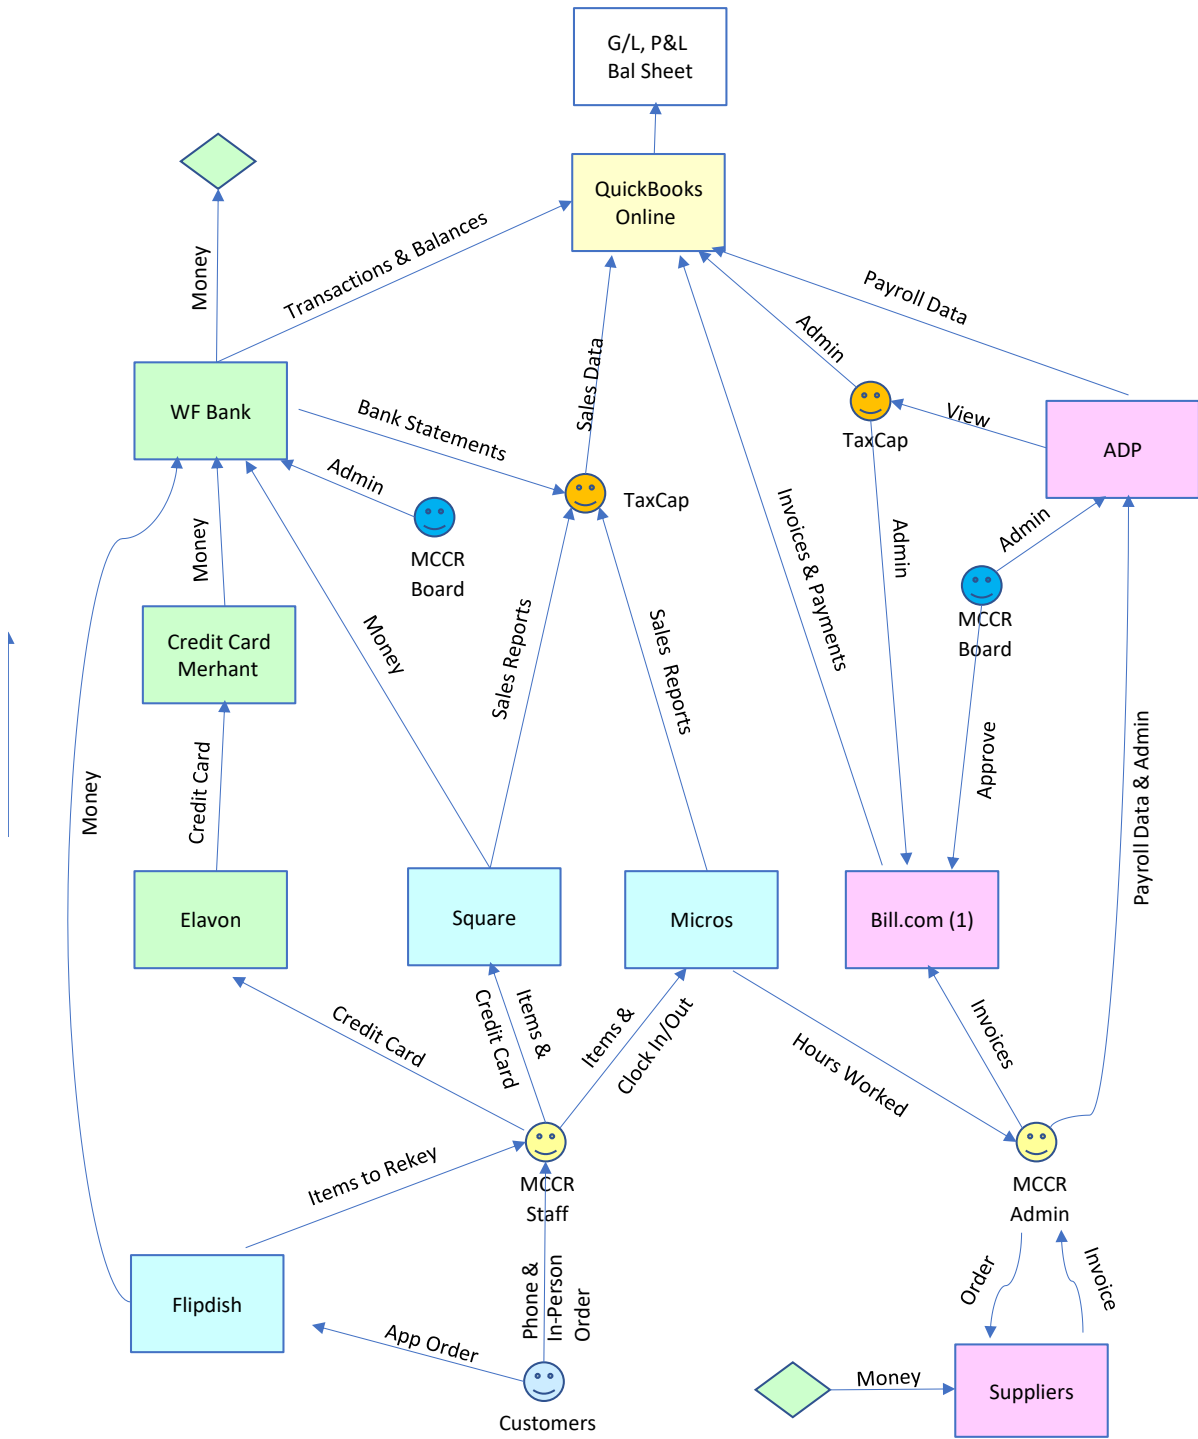 G/L, P&L
Bal Sheet
QuickBooks
Online
Money
Transactions & Balances
Payroll Data
Admin
Sales Data
WF Bank
Bank Statements
View
TaxCap
ADP
Admin
TaxCap
Invoices & Payments
Admin
Admin
MCCR
Board
Money
MCCR
Board
Credit Card
Merhant
Money
Sales Reports
Sales Reports
Approve
Payroll Data & Admin
Money
Credit Card
Elavon
Square
Micros
Bill.com (1)
Credit Card
Items &
Credit Card
Items &
Clock In/Out
Hours Worked
Invoices
Items to Rekey
MCCR
Staff
MCCR
Admin
Phone &
In-Person
Order
Order
Invoice
Flipdish
App Order
Customers
Money
Suppliers